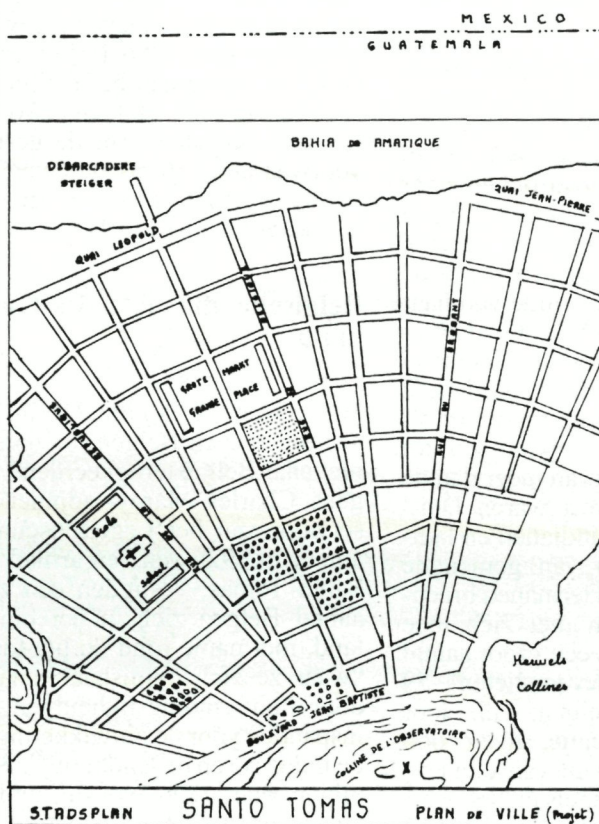 MEXICO
GUATEMALA
BAHIA DE AMATIQUE
DEBARCADERE
STEIGER
QUAI LEOPOLD
QUAI JEAN-PIERRE
GROTE MARKT
GRANDE PLACE
RUE DU
Ecole
School
Heuvels
Collines
BOULEVARD JEAN BAPTISTE
COLLINE DE L'OBSERVATOIRE
X
STADSPLAN SANTO TOMAS PLAN DE VILLE (Projet)